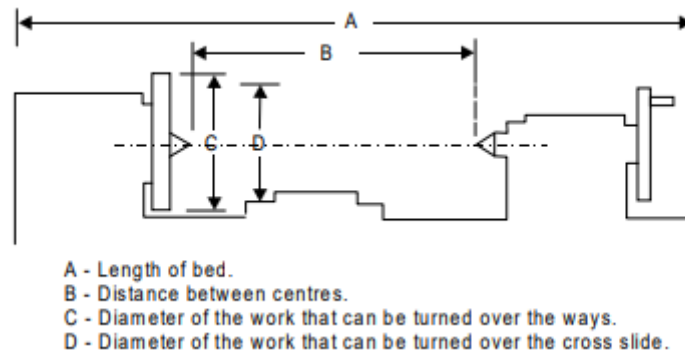 A
B
C
D
A - Length of bed.
B - Distance between centres.
C - Diameter of the work that can be turned over the ways.
D - Diameter of the work that can be turned over the cross slide.